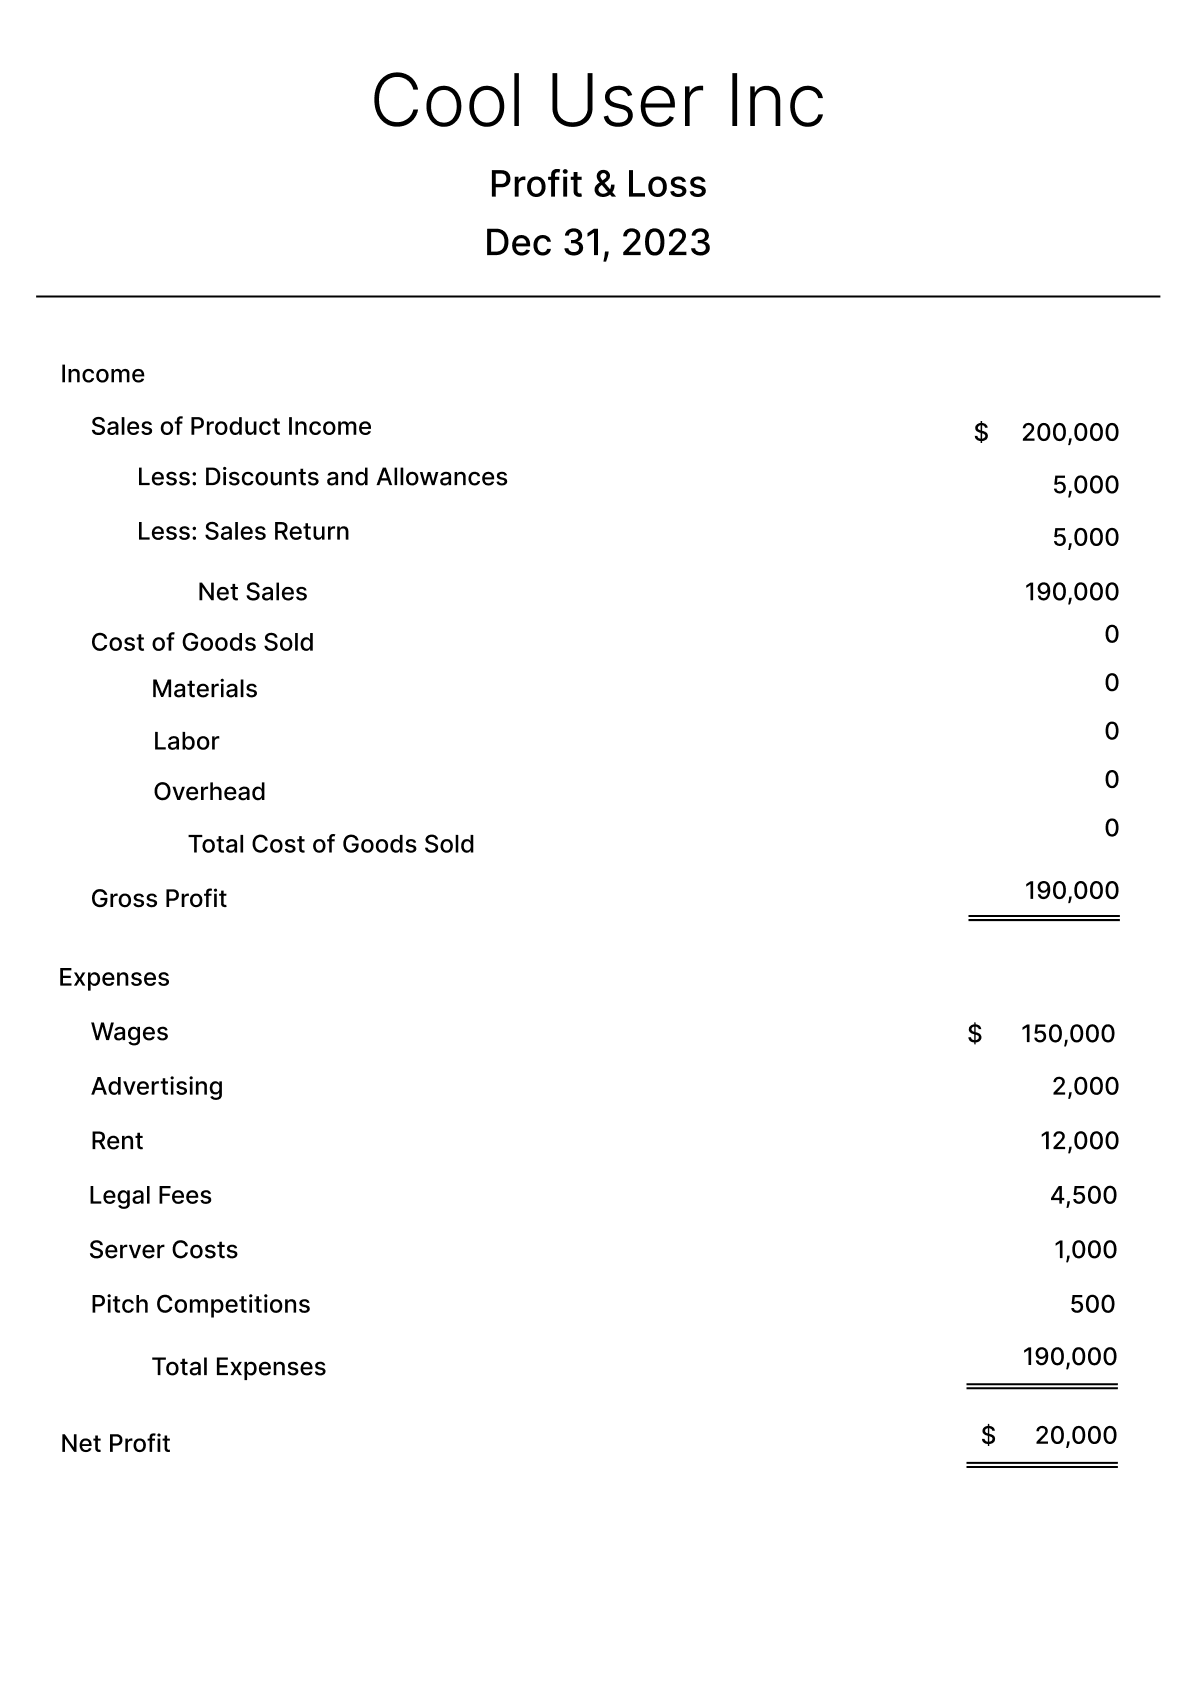 Cool User Inc
Profit & Loss
Dec 31, 2023
Income
Sales of Product Income $ 200,000
Less: Discounts and Allowances 5,000
Less: Sales Return 5,000
Net Sales 190,000
Cost of Goods Sold 0
Materials 0
Labor 0
Overhead 0
Total Cost of Goods Sold 0
Gross Profit 190,000
Expenses
Wages $ 150,000
Advertising 2,000
Rent 12,000
Legal Fees 4,500
Server Costs 1,000
Pitch Competitions 500
Total Expenses 190,000
Net Profit $ 20,000